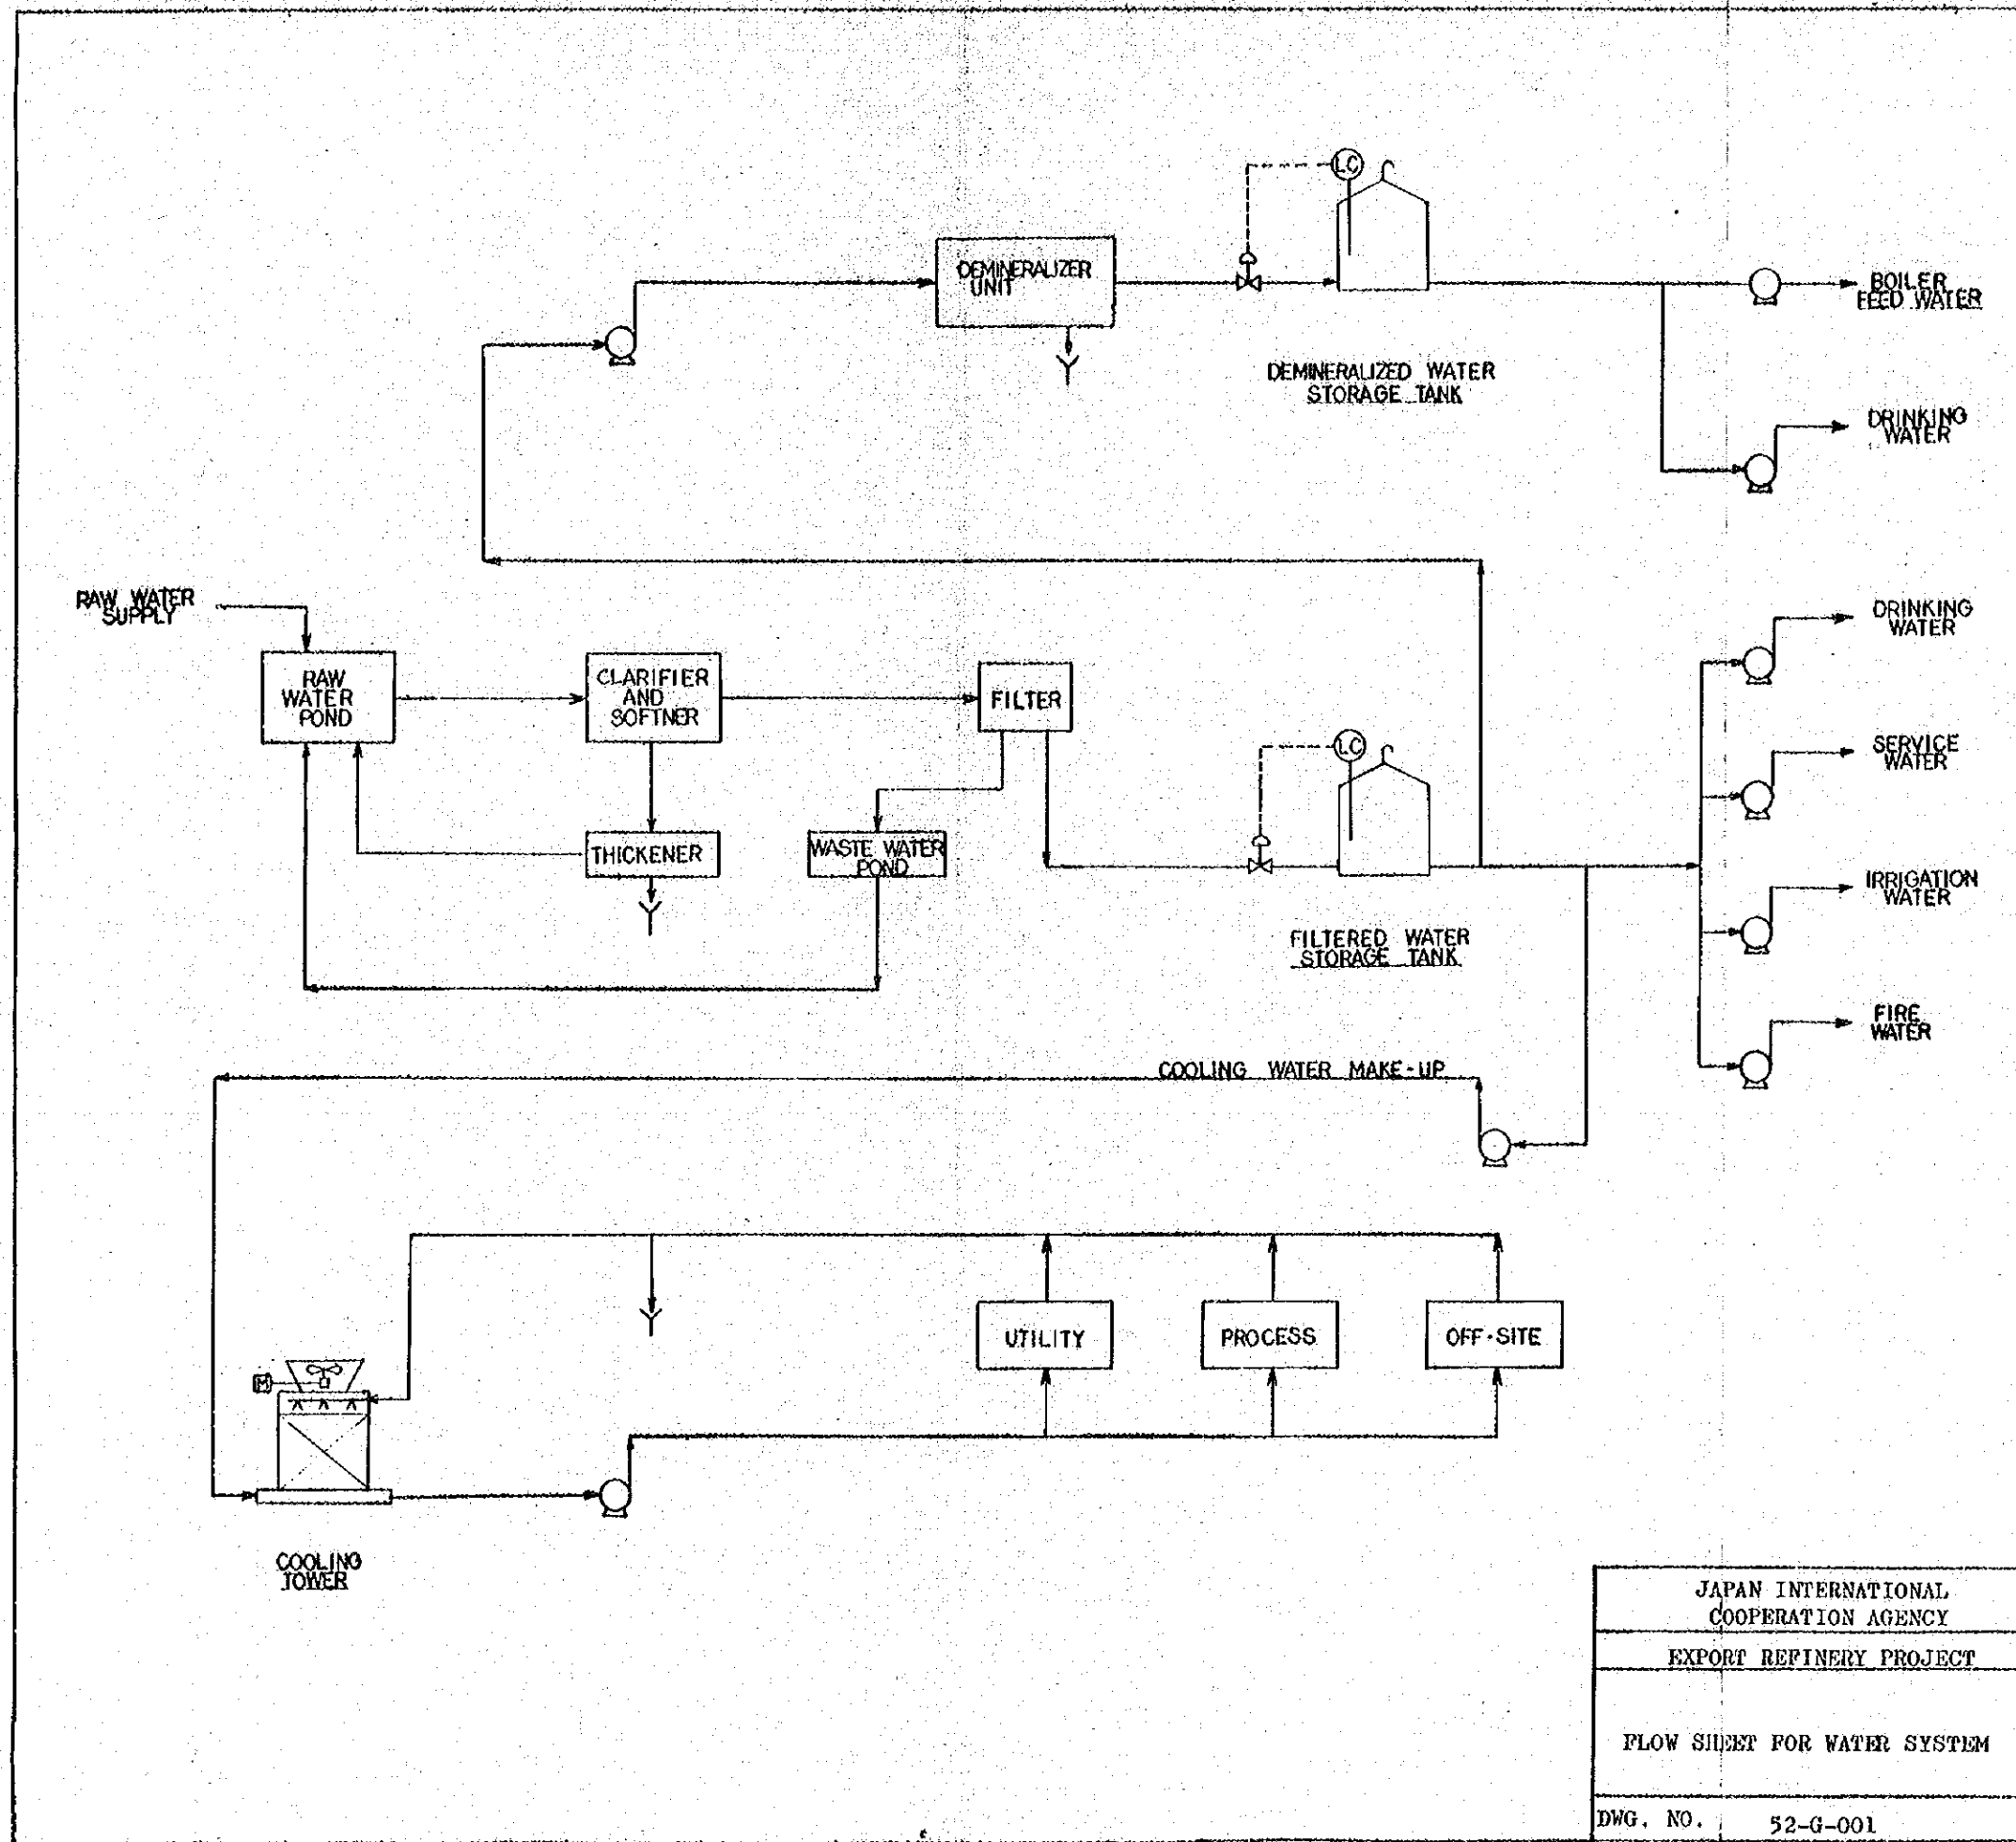 LC
DEMINERALIZER
UNIT
BOILER
FEED WATER
DEMINERALIZED WATER
STORAGE TANK
DRINKING
WATER
RAW WATER
SUPPLY
DRINKING
WATER
RAW
WATER
POND
CLARIFIER
AND
SOFTNER
FILTER
LC
SERVICE
WATER
THICKENER
WASTE WATER
POND
IRRIGATION
WATER
FILTERED WATER
STORAGE TANK
FIRE
WATER
COOLING WATER MAKE-UP
UTILITY
PROCESS
OFF-SITE
M
COOLING
TOWER
JAPAN INTERNATIONAL
COOPERATION AGENCY
EXPORT REFINERY PROJECT
FLOW SHEET FOR WATER SYSTEM
DWG. NO. 52-G-001